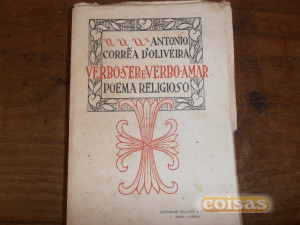 ANTONIO
CORRÊA D'OLIVEIRA
VERBO·SER E VERBO·AMAR
POEMA RELIGIOSO
coisas